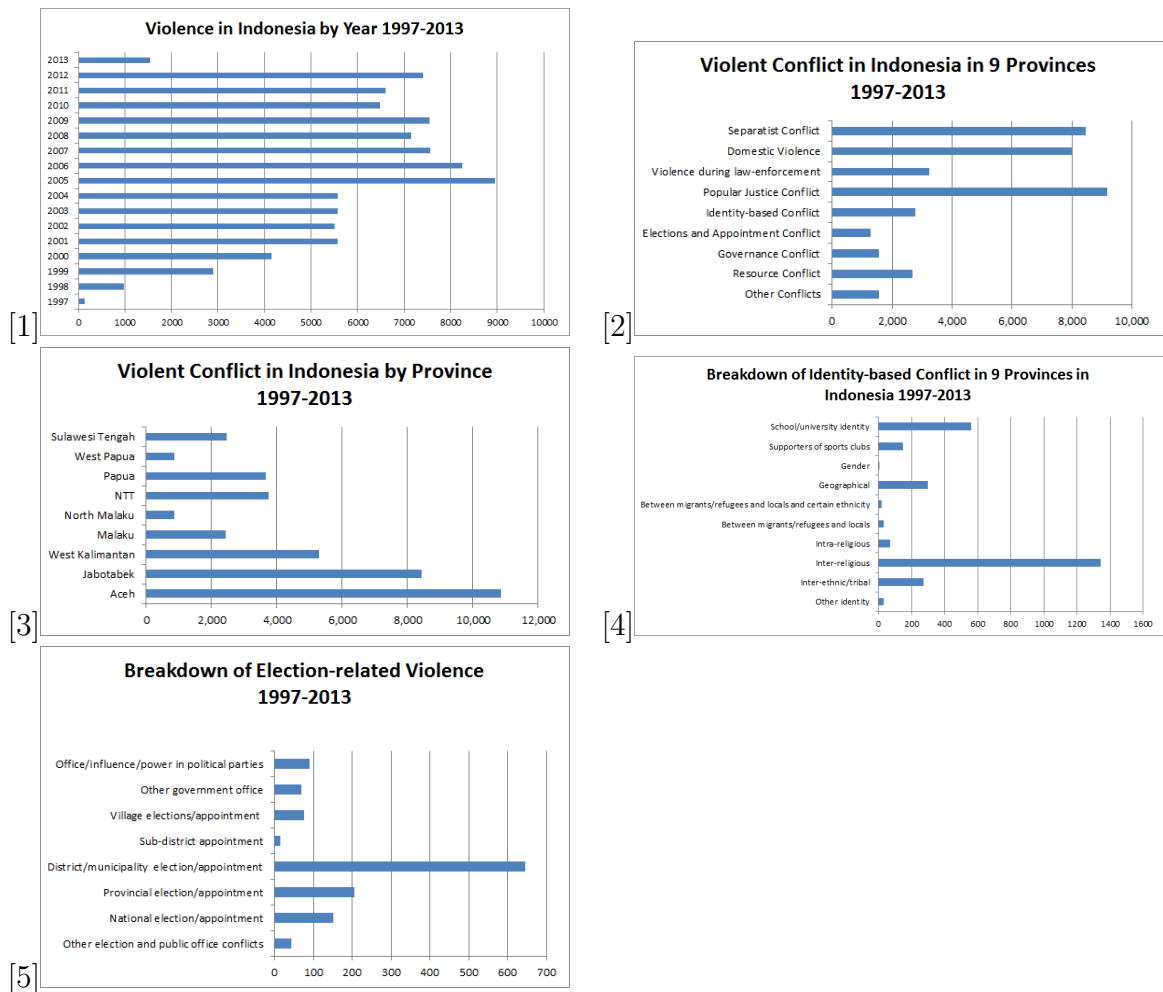 Violence in Indonesia by Year 1997-2013
2013
2012
2011
2010
2009
2008
2007
2006
2005
2004
2003
2002
2001
2000
1999
1998
1997
0 1000 2000 3000 4000 5000 6000 7000 8000 9000 10000
[1]
Violent Conflict in Indonesia in 9 Provinces
1997-2013
Separatist Conflict
Domestic Violence
Violence during law-enforcement
Popular Justice Conflict
Identity-based Conflict
Elections and Appointment Conflict
Governance Conflict
Resource Conflict
Other Conflicts
0 2,000 4,000 6,000 8,000 10,000
[2]
Violent Conflict in Indonesia by Province
1997-2013
Sulawesi Tengah
West Papua
Papua
NTT
North Malaku
Malaku
West Kalimantan
Jabotabek
Aceh
0 2,000 4,000 6,000 8,000 10,000 12,000
[3]
Breakdown of Identity-based Conflict in 9 Provinces in
Indonesia 1997-2013
School/university identity
Supporters of sports clubs
Gender
Geographical
Between migrants/refugees and locals and certain ethnicity
Between migrants/refugees and locals
Intra-religious
Inter-religious
Inter-ethnic/tribal
Other identity
0 200 400 600 800 1000 1200 1400 1600
[4]
Breakdown of Election-related Violence
1997-2013
Office/influence/power in political parties
Other government office
Village elections/appointment
Sub-district appointment
District/municipality election/appointment
Provincial election/appointment
National election/appointment
Other election and public office conflicts
0 100 200 300 400 500 600 700
[5]